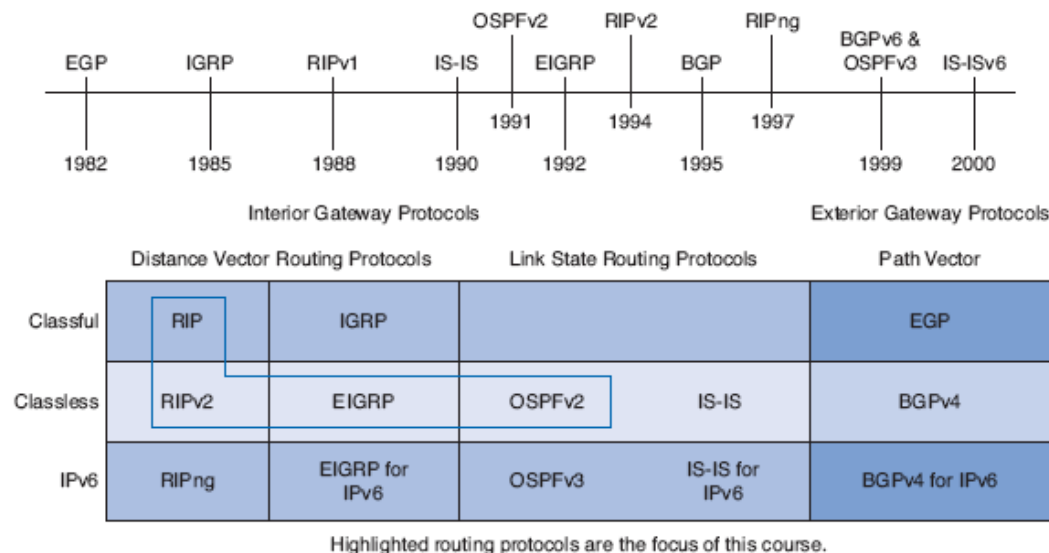 OSPFv2 RIPv2 RIPng
EGP IGRP RIPv1 IS-IS EIGRP BGP BGPv6 & OSPFv3 IS-ISv6
1991 1994 1997
1982 1985 1988 1990 1992 1995 1999 2000
Interior Gateway Protocols Exterior Gateway Protocols
Distance Vector Routing Protocols Link State Routing Protocols Path Vector
Classful RIP IGRP EGP
Classless RIPv2 EIGRP OSPFv2 IS-IS BGPv4
IPv6 RIPng EIGRP for IPv6 OSPFv3 IS-IS for IPv6 BGPv4 for IPv6
Highlighted routing protocols are the focus of this course.